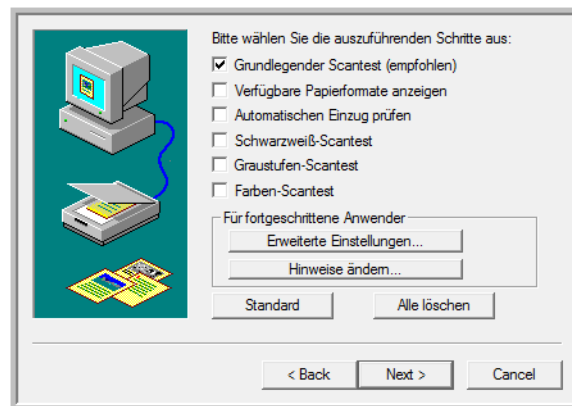 Bitte wählen Sie die auszuführenden Schritte aus:
Grundlegender Scantest (empfohlen)
Verfügbare Papierformate anzeigen
Automatischen Einzug prüfen
Schwarzweiß-Scantest
Graustufen-Scantest
Farben-Scantest
Für fortgeschrittene Anwender
Erweiterte Einstellungen...
Hinweise ändern...
Standard Alle löschen
< Back Next > Cancel